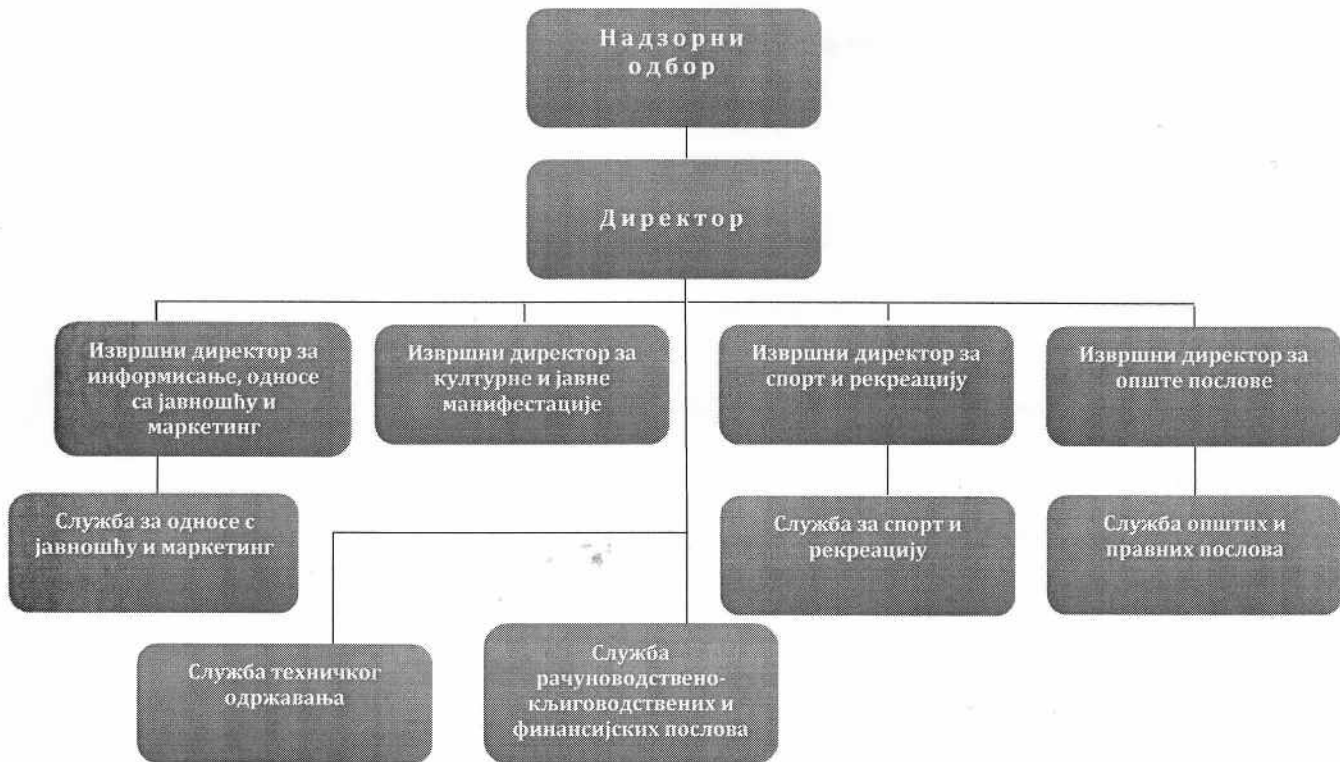 Надзорни
одбор
Директор
Извршни директор за
информисање, односе
са јавношћу и
маркетинг
Извршни директор за
културне и јавне
манифестације
Извршни директор за
спорт и рекреацију
Извршни директор за
опште послове
Служба за односе с
јавношћу и маркетинг
Служба за спорт и
рекреацију
Служба општих и
правних послова
Служба техничког
одржавања
Служба
рачуноводствено-
кљиговодствених и
финансијских послова